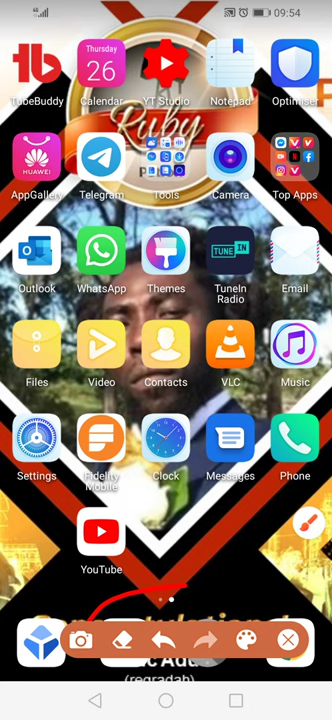 4G
09:54
Thursday
26
TubeBuddy
Calendar
YT Studio
Notepad
Optimiser
Ruby
HUAWEI
AppGallery
Telegram
Tools
Camera
Top Apps
TUNE IN
Outlook
WhatsApp
Themes
TuneIn
Radio
Email
Files
Video
Contacts
VLC
Music
Settings
Fidelity
Mobile
Clock
Messages
Phone
YouTube
(regradah)